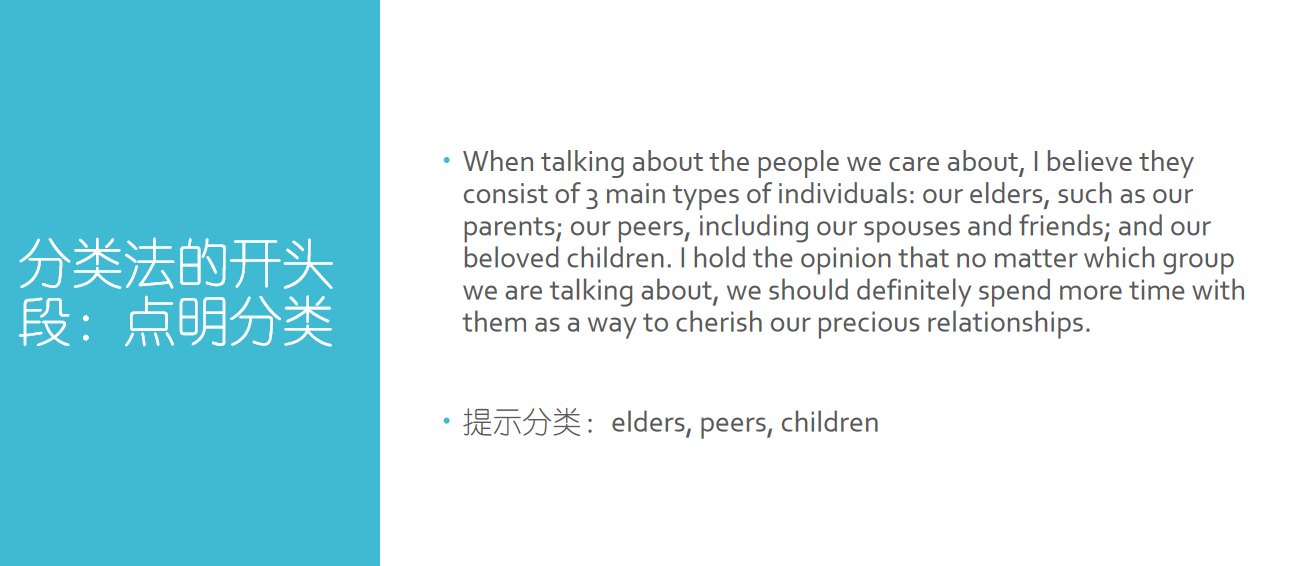 分类法的开头
段：点明分类
• When talking about the people we care about, I believe they
consist of 3 main types of individuals: our elders, such as our
parents; our peers, including our spouses and friends; and our
beloved children. I hold the opinion that no matter which group
we are talking about, we should definitely spend more time with
them as a way to cherish our precious relationships.
• 提示分类：elders, peers, children